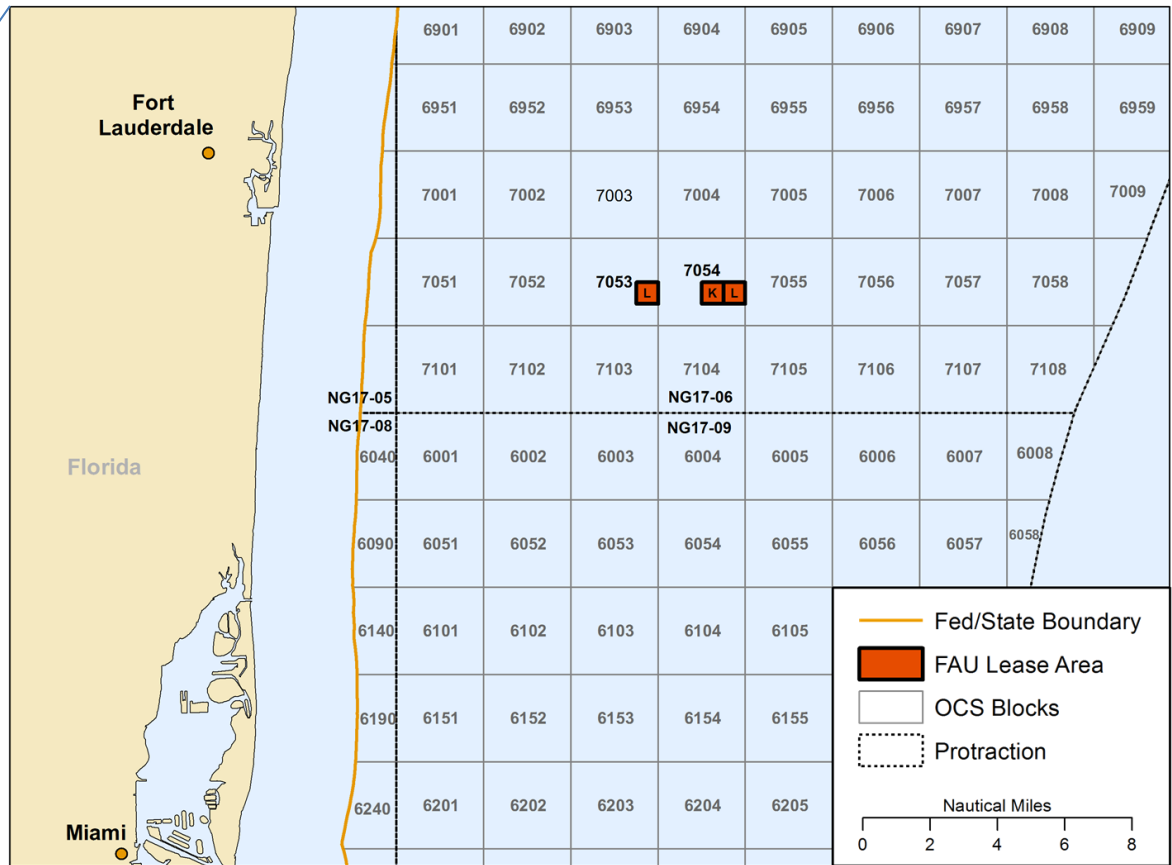 6901 6902 6903 6904 6905 6906 6907 6908 6909
Fort
Lauderdale
6951 6952 6953 6954 6955 6956 6957 6958 6959
7001 7002 7003 7004 7005 7006 7007 7008 7009
7051 7052 7053 7054 7055 7056 7057 7058
L K L
7101 7102 7103 7104 7105 7106 7107 7108
NG17-05 NG17-06
NG17-08 NG17-09
Florida
6040 6001 6002 6003 6004 6005 6006 6007 6008
6090 6051 6052 6053 6054 6055 6056 6057 6058
6140 6101 6102 6103 6104 6105
6190 6151 6152 6153 6154 6155
6240 6201 6202 6203 6204 6205
Miami
Fed/State Boundary
FAU Lease Area
OCS Blocks
Protraction
Nautical Miles
0 2 4 6 8